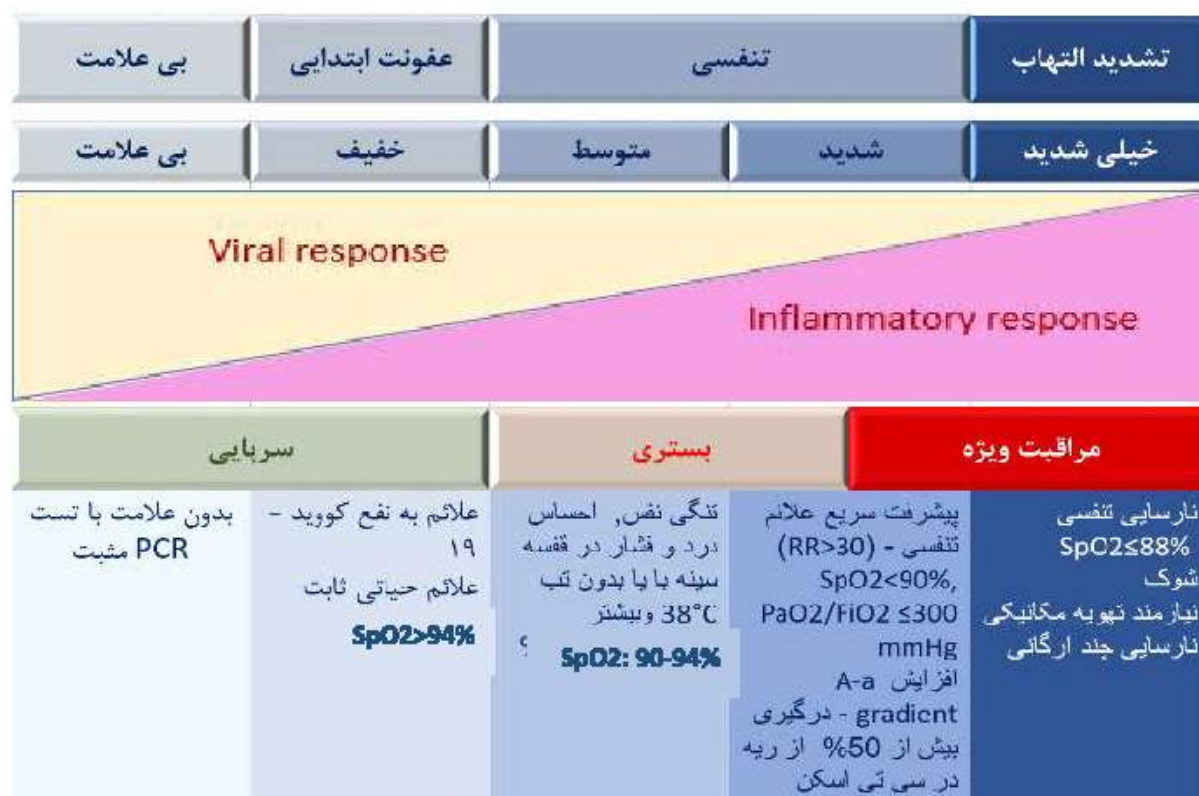 بی علامت
عفونت ابتدایی
تنفسی
تشدید التهاب
بی علامت
خفیف
متوسط
شدید
خیلی شدید
Viral response
Inflammatory response
سرپایی
بستری
مراقبت ویژه
بدون علامت با تست
PCR مثبت
علائم به نفع کووید –
۱۹
علائم حیاتی ثابت
SpO2>94%
تنگی نفس, احساس
درد و فشار در قفسه
سینه با یا بدون تب
38°C وبیشتر
SpO2: 90-94%
پیشرفت سریع علائم
تنفسی - (RR>30)
SpO2<90%,
PaO2/FiO2 ≤300
mmHg
افزایش A-a
gradient - درگیری
بیش از 50% از ریه
در سی تی اسکن
نارسایی تنفسی
SpO2≤88%
شوک
نیازمند تهویه مکانیکی
نارسایی چند ارگانی